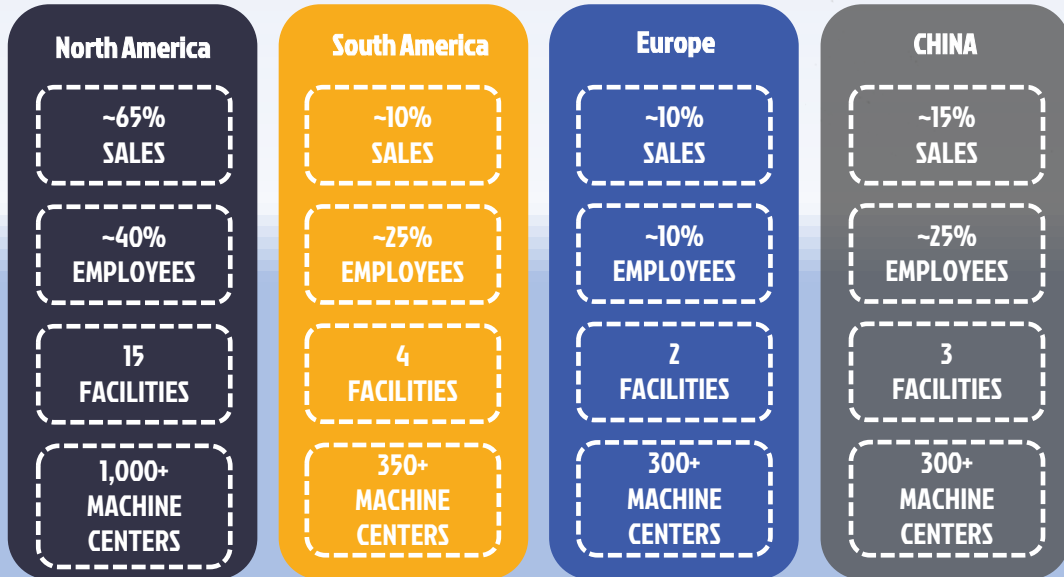 North America
~65%
SALES
~40%
EMPLOYEES
15
FACILITIES
1,000+
MACHINE
CENTERS
South America
~10%
SALES
~25%
EMPLOYEES
4
FACILITIES
350+
MACHINE
CENTERS
Europe
~10%
SALES
~10%
EMPLOYEES
2
FACILITIES
300+
MACHINE
CENTERS
CHINA
~15%
SALES
~25%
EMPLOYEES
3
FACILITIES
300+
MACHINE
CENTERS